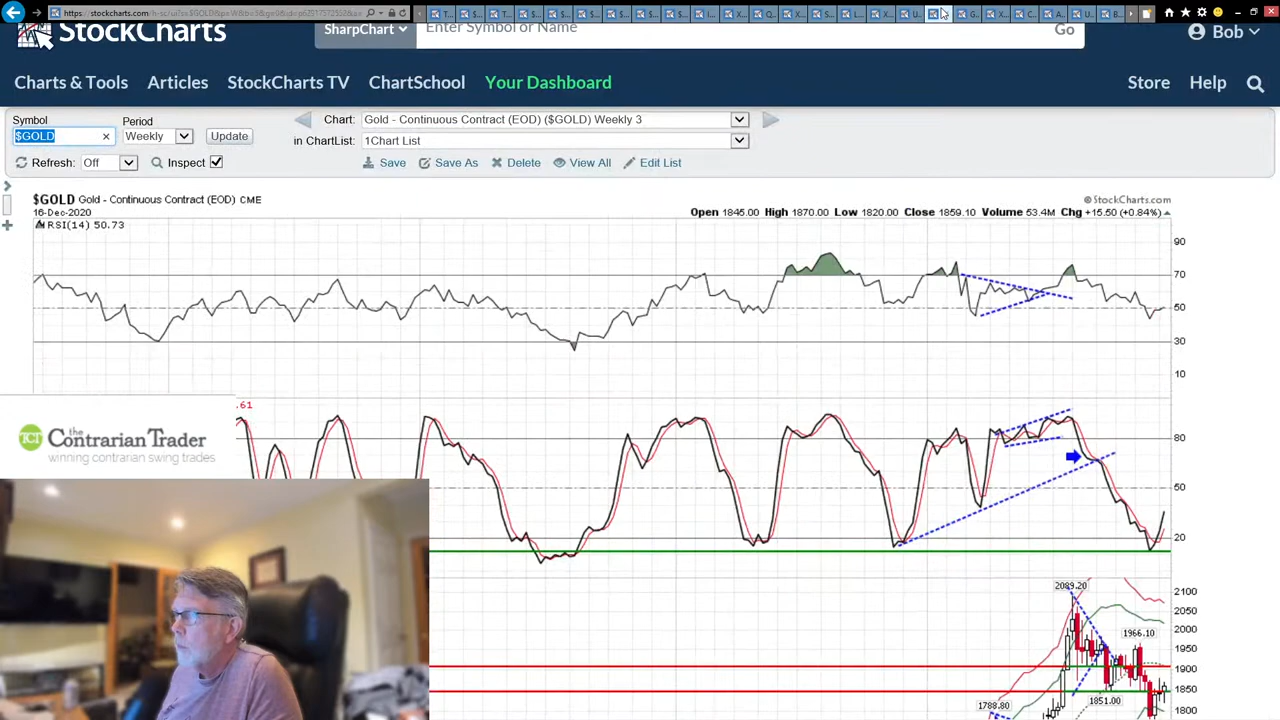 StockCharts
SharpChart
Enter Symbol or Name
Go
Bob
Charts & Tools
Articles
StockCharts TV
ChartSchool
Your Dashboard
Store
Help
Symbol
Period
$GOLD
×
Weekly
Update
Chart:
Gold - Continuous Contract (EOD) ($GOLD) Weekly 3
in ChartList:
1Chart List
Refresh:
Off
Inspect
Save
Save As
Delete
View All
Edit List
$GOLD Gold - Continuous Contract (EOD) CME
© StockCharts.com
16-Dec-2020
Open 1845.00 High 1870.00 Low 1820.00 Close 1859.10 Volume 53.4M Chg +15.50 (+0.84%)
RSI(14) 50.73
90
70
50
30
10
.61
80
50
20
TCT
the
Contrarian Trader
winning contrarian swing trades
2089.20
1966.10
1851.00
1788.80
2100
2050
2000
1950
1900
1850
1800